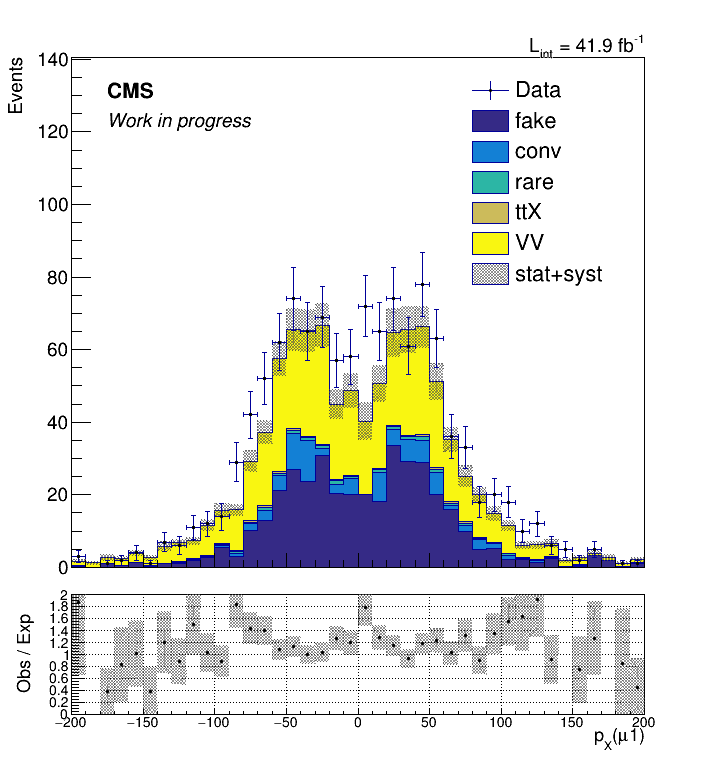 L_int = 41.9 fb^-1
Events
140
120
100
80
60
40
20
0
CMS
Work in progress
Data
fake
conv
rare
ttX
VV
stat+syst
Obs / Exp
2
1.8
1.6
1.4
1.2
1
0.8
0.6
0.4
0.2
0
−200 −150 −100 −50 0 50 100 150 200
p_X(μ1)